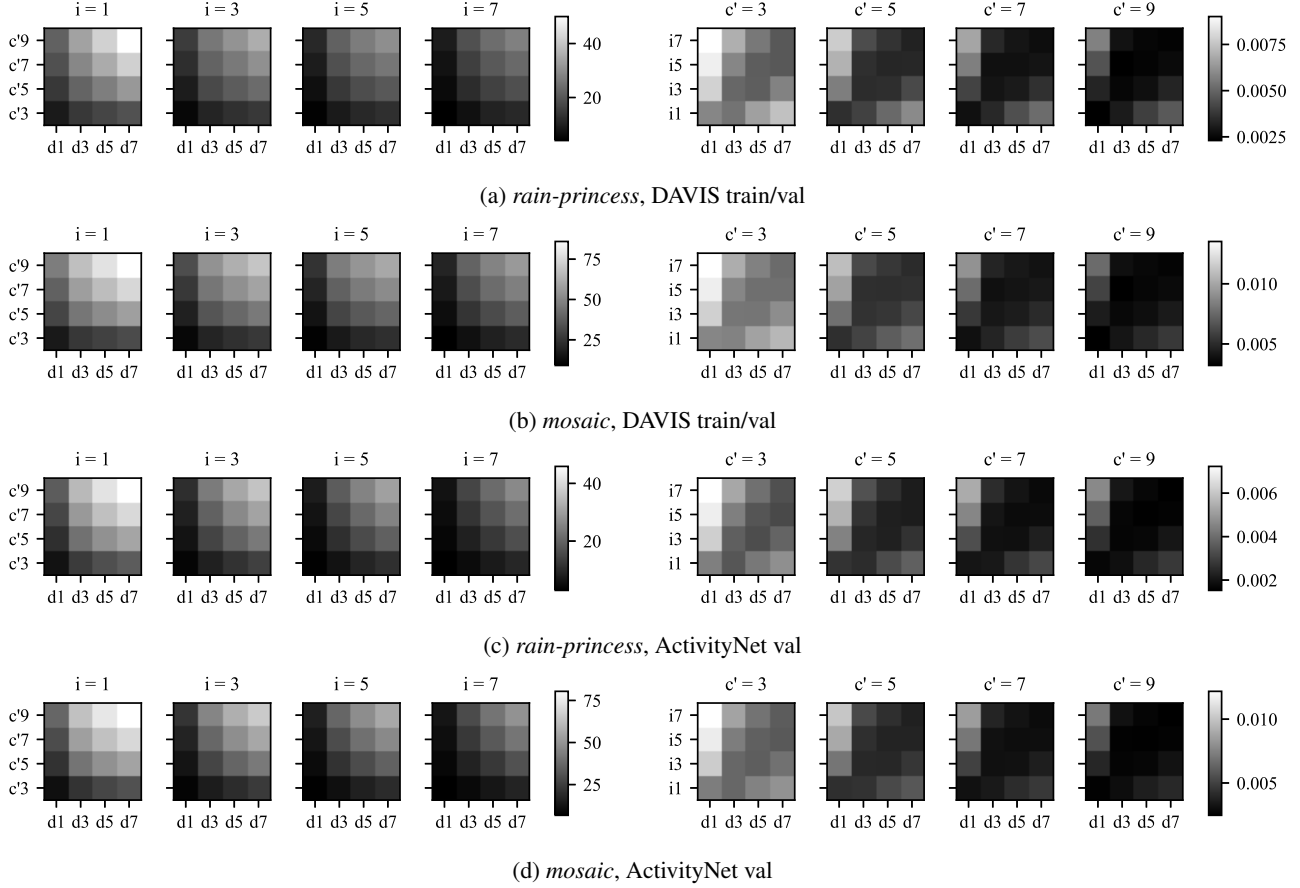 i = 1 i = 3 i = 5 i = 7 c' = 3 c' = 5 c' = 7 c' = 9
c'9 40 i7 0.0075
c'7 i5 0.0050
c'5 20 i3
c'3 i1 0.0025
d1 d3 d5 d7 d1 d3 d5 d7 d1 d3 d5 d7 d1 d3 d5 d7 d1 d3 d5 d7 d1 d3 d5 d7 d1 d3 d5 d7 d1 d3 d5 d7
(a) rain-princess, DAVIS train/val
i = 1 i = 3 i = 5 i = 7 c' = 3 c' = 5 c' = 7 c' = 9
c'9 75 i7 0.010
c'7 50 i5
c'5 i3 0.005
c'3 25 i1
d1 d3 d5 d7 d1 d3 d5 d7 d1 d3 d5 d7 d1 d3 d5 d7 d1 d3 d5 d7 d1 d3 d5 d7 d1 d3 d5 d7 d1 d3 d5 d7
(b) mosaic, DAVIS train/val
i = 1 i = 3 i = 5 i = 7 c' = 3 c' = 5 c' = 7 c' = 9
c'9 40 i7 0.006
c'7 i5 0.004
c'5 20 i3
c'3 i1 0.002
d1 d3 d5 d7 d1 d3 d5 d7 d1 d3 d5 d7 d1 d3 d5 d7 d1 d3 d5 d7 d1 d3 d5 d7 d1 d3 d5 d7 d1 d3 d5 d7
(c) rain-princess, ActivityNet val
i = 1 i = 3 i = 5 i = 7 c' = 3 c' = 5 c' = 7 c' = 9
c'9 75 i7 0.010
c'7 50 i5
c'5 25 i3 0.005
c'3 i1
d1 d3 d5 d7 d1 d3 d5 d7 d1 d3 d5 d7 d1 d3 d5 d7 d1 d3 d5 d7 d1 d3 d5 d7 d1 d3 d5 d7 d1 d3 d5 d7
(d) mosaic, ActivityNet val